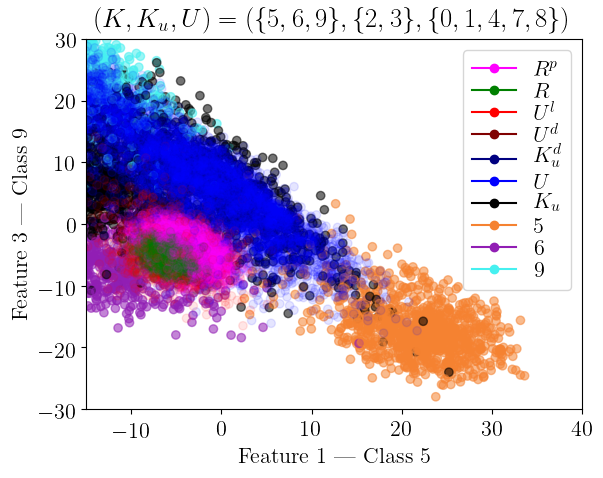 (K, K_u, U) = ({5, 6, 9}, {2, 3}, {0, 1, 4, 7, 8})
30
20
10
0
−10
−20
−30
Feature 3 — Class 9
−10
0
10
20
30
40
Feature 1 — Class 5
R^p
R
U^l
U^d
K_u^d
U
K_u
5
6
9